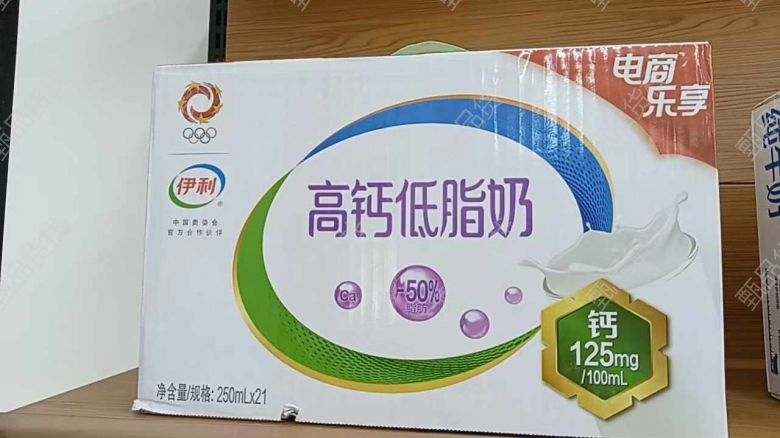 电商
乐享
伊利
®
中国奥委会
官方合作伙伴
高钙低脂奶
Ca
-50%
脂肪
钙
125mg
/100mL
净含量/规格: 250mLx21